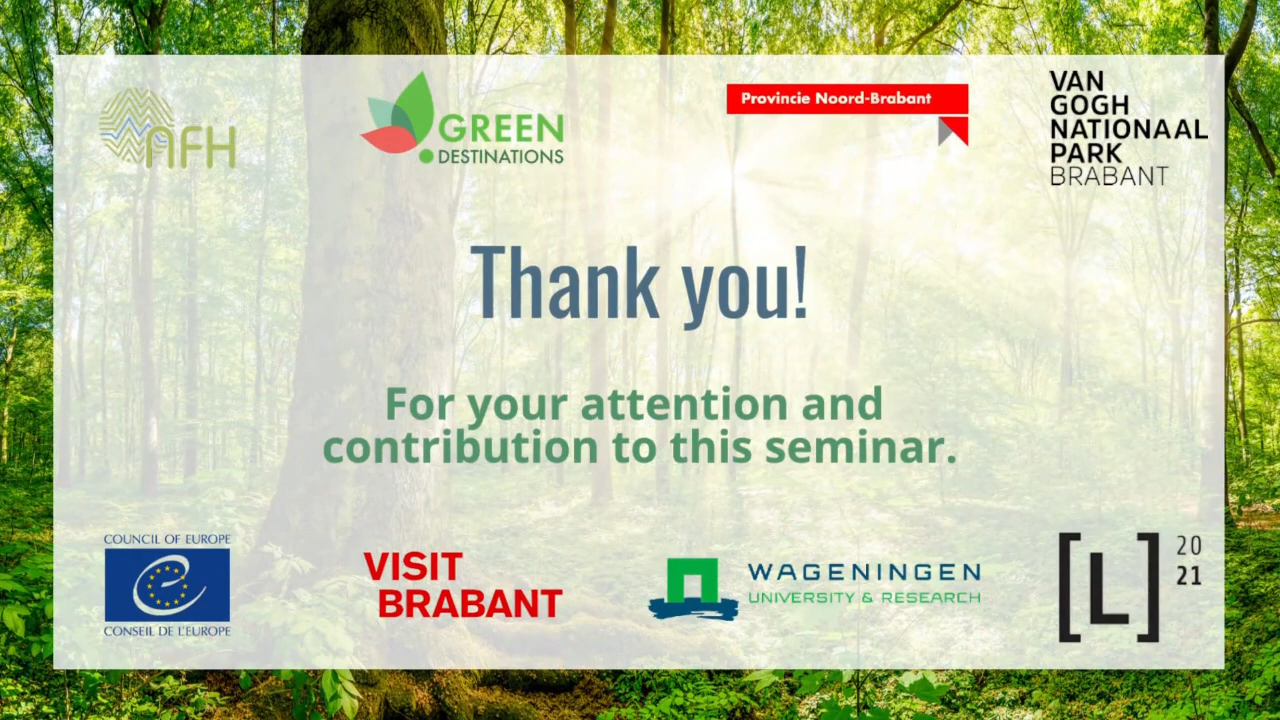 AFH
GREEN
DESTINATIONS
Provincie Noord-Brabant
VAN
GOGH
NATIONAAL
PARK
BRABANT
Thank you!
For your attention and
contribution to this seminar.
COUNCIL OF EUROPE
CONSEIL DE L'EUROPE
VISIT
BRABANT
WAGENINGEN
UNIVERSITY & RESEARCH
[L]
20
21